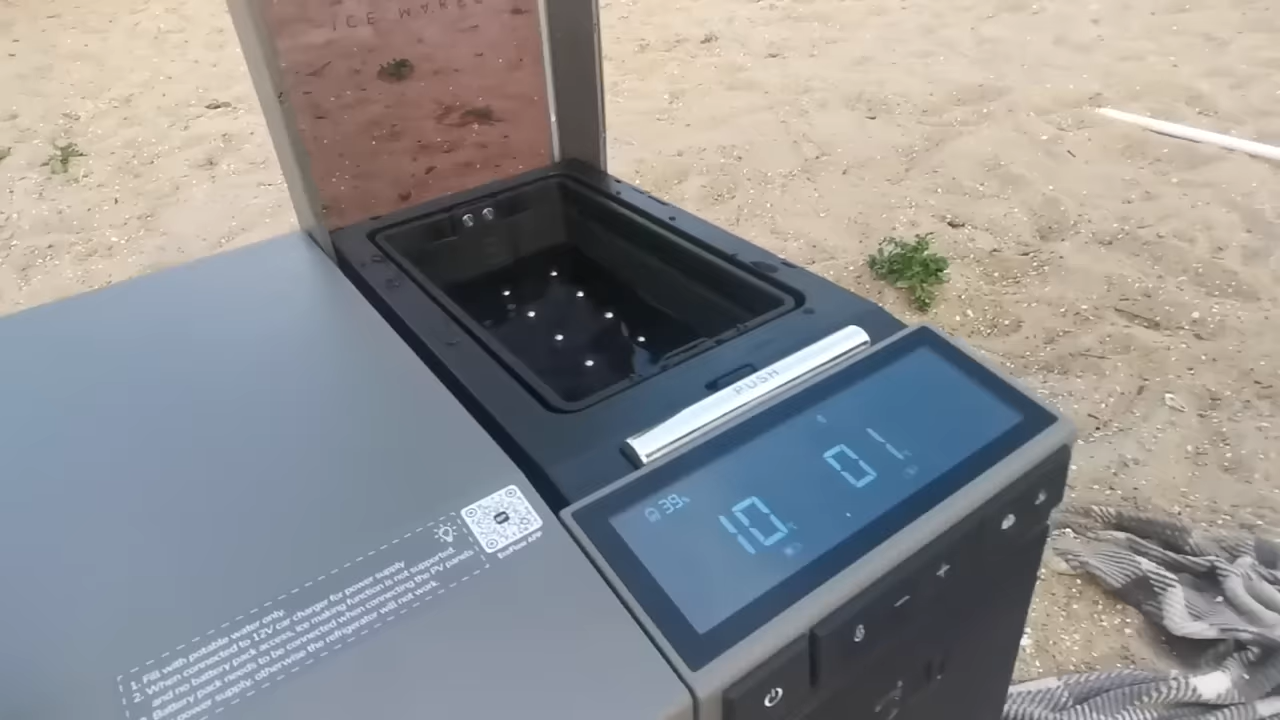 ICE MAKER
PUSH
39%
10
01
EcoFlow APP
1. Fill with potable water only.
2. When connected to 12V car charger for power supply
and no battery pack access, ice making function is not supported.
Battery pack needs to be connected when connecting the PV panels
power supply, otherwise the refrigerator will not work.